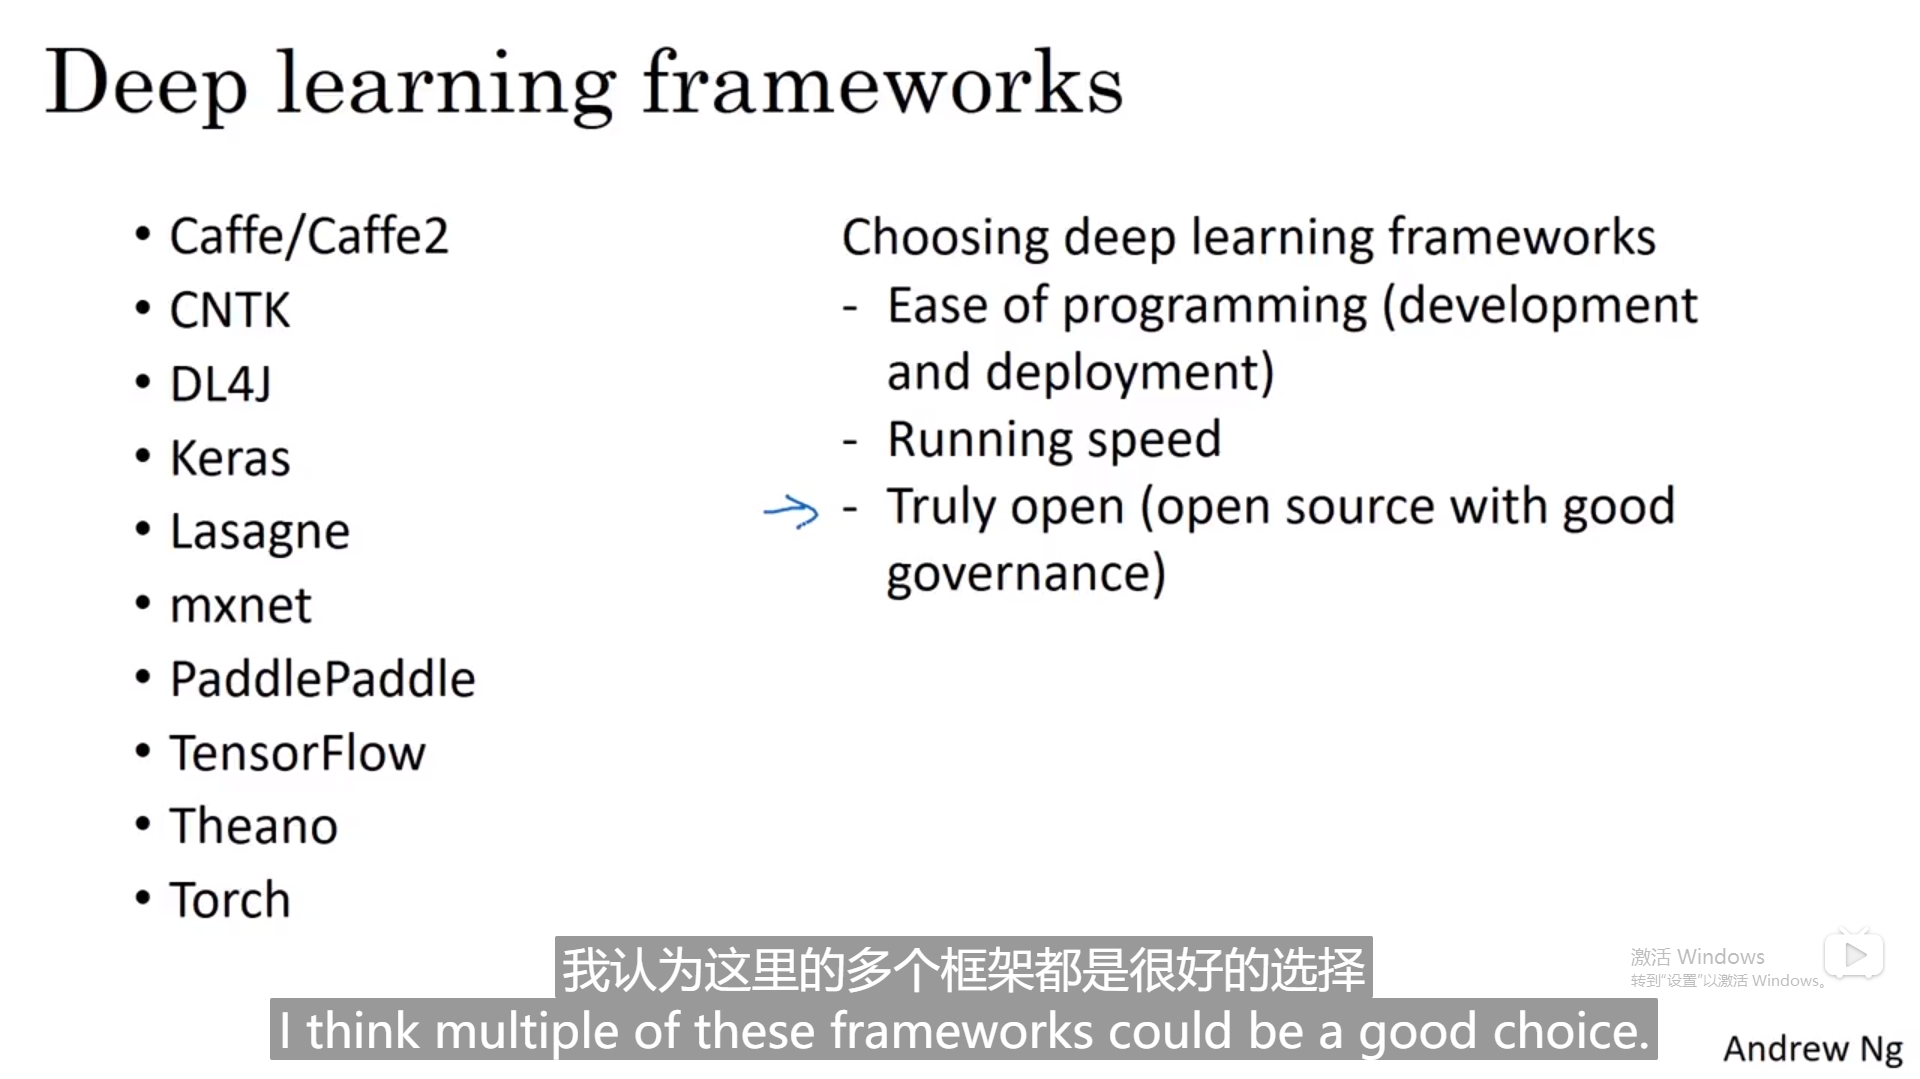 Deep learning frameworks
• Caffe/Caffe2
• CNTK
• DL4J
• Keras
• Lasagne
• mxnet
• PaddlePaddle
• TensorFlow
• Theano
• Torch
Choosing deep learning frameworks
- Ease of programming (development
and deployment)
- Running speed
- Truly open (open source with good
governance)
我认为这里的多个框架都是很好的选择
I think multiple of these frameworks could be a good choice.
激活 Windows
转到“设置”以激活 Windows。
Andrew Ng